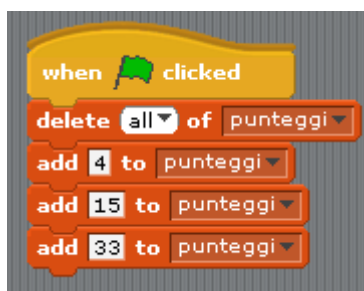 when clicked
delete all of punteggi
add 4 to punteggi
add 15 to punteggi
add 33 to punteggi